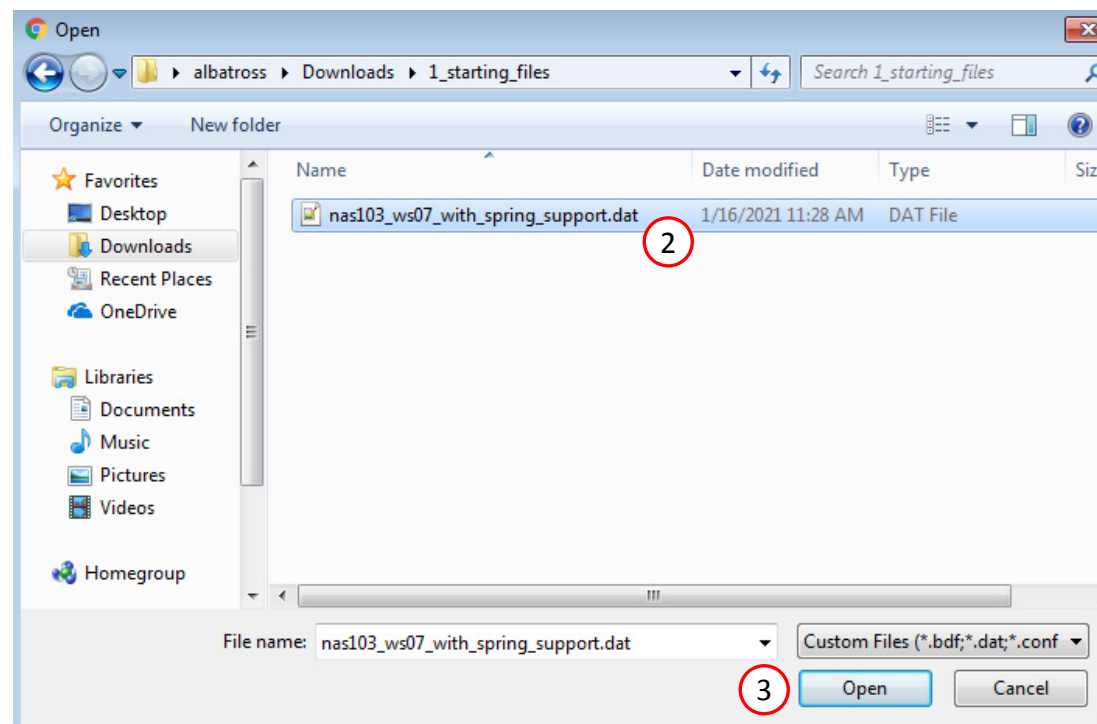 Open
albatross Downloads 1_starting_files Search 1_starting_files
Organize New folder
Name Date modified Type Siz
Favorites
Desktop
Downloads
Recent Places
OneDrive
nas103_ws07_with_spring_support.dat 1/16/2021 11:28 AM DAT File
2
Libraries
Documents
Music
Pictures
Videos
Homegroup
File name: nas103_ws07_with_spring_support.dat Custom Files (*.bdf;*.dat;*.conf
3 Open Cancel